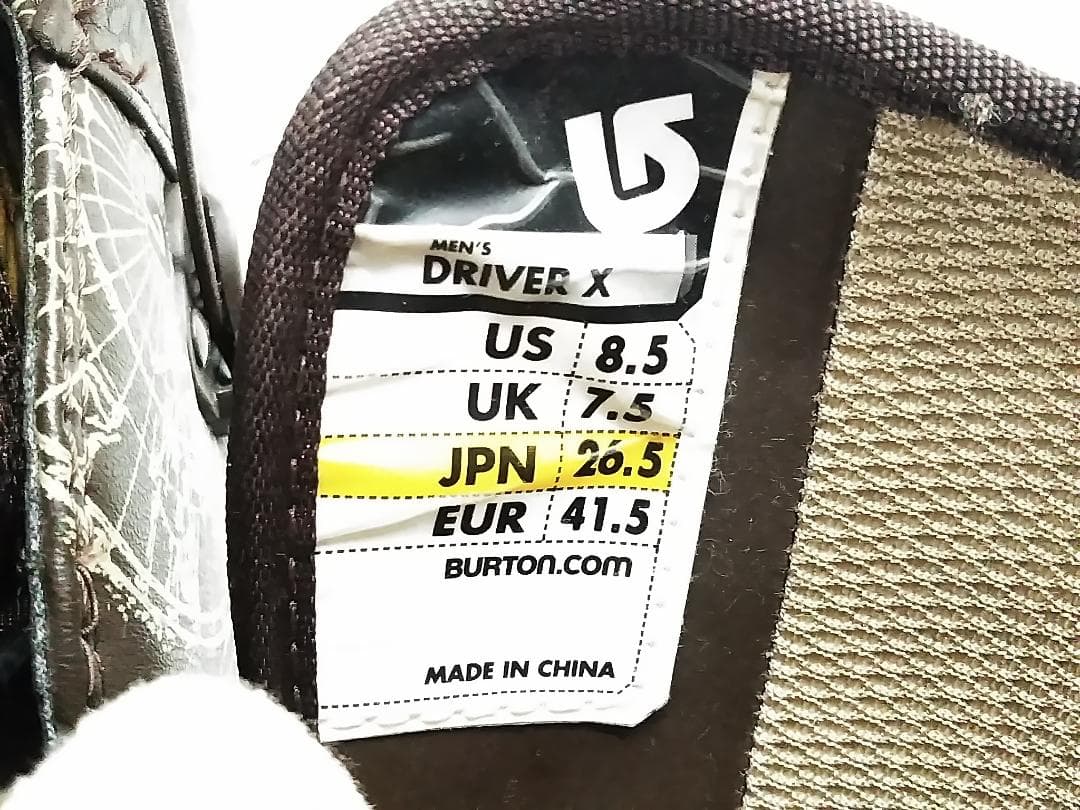 MEN'S
DRIVER X
US 8.5
UK 7.5
JPN 26.5
EUR 41.5
BURTON.COM
MADE IN CHINA